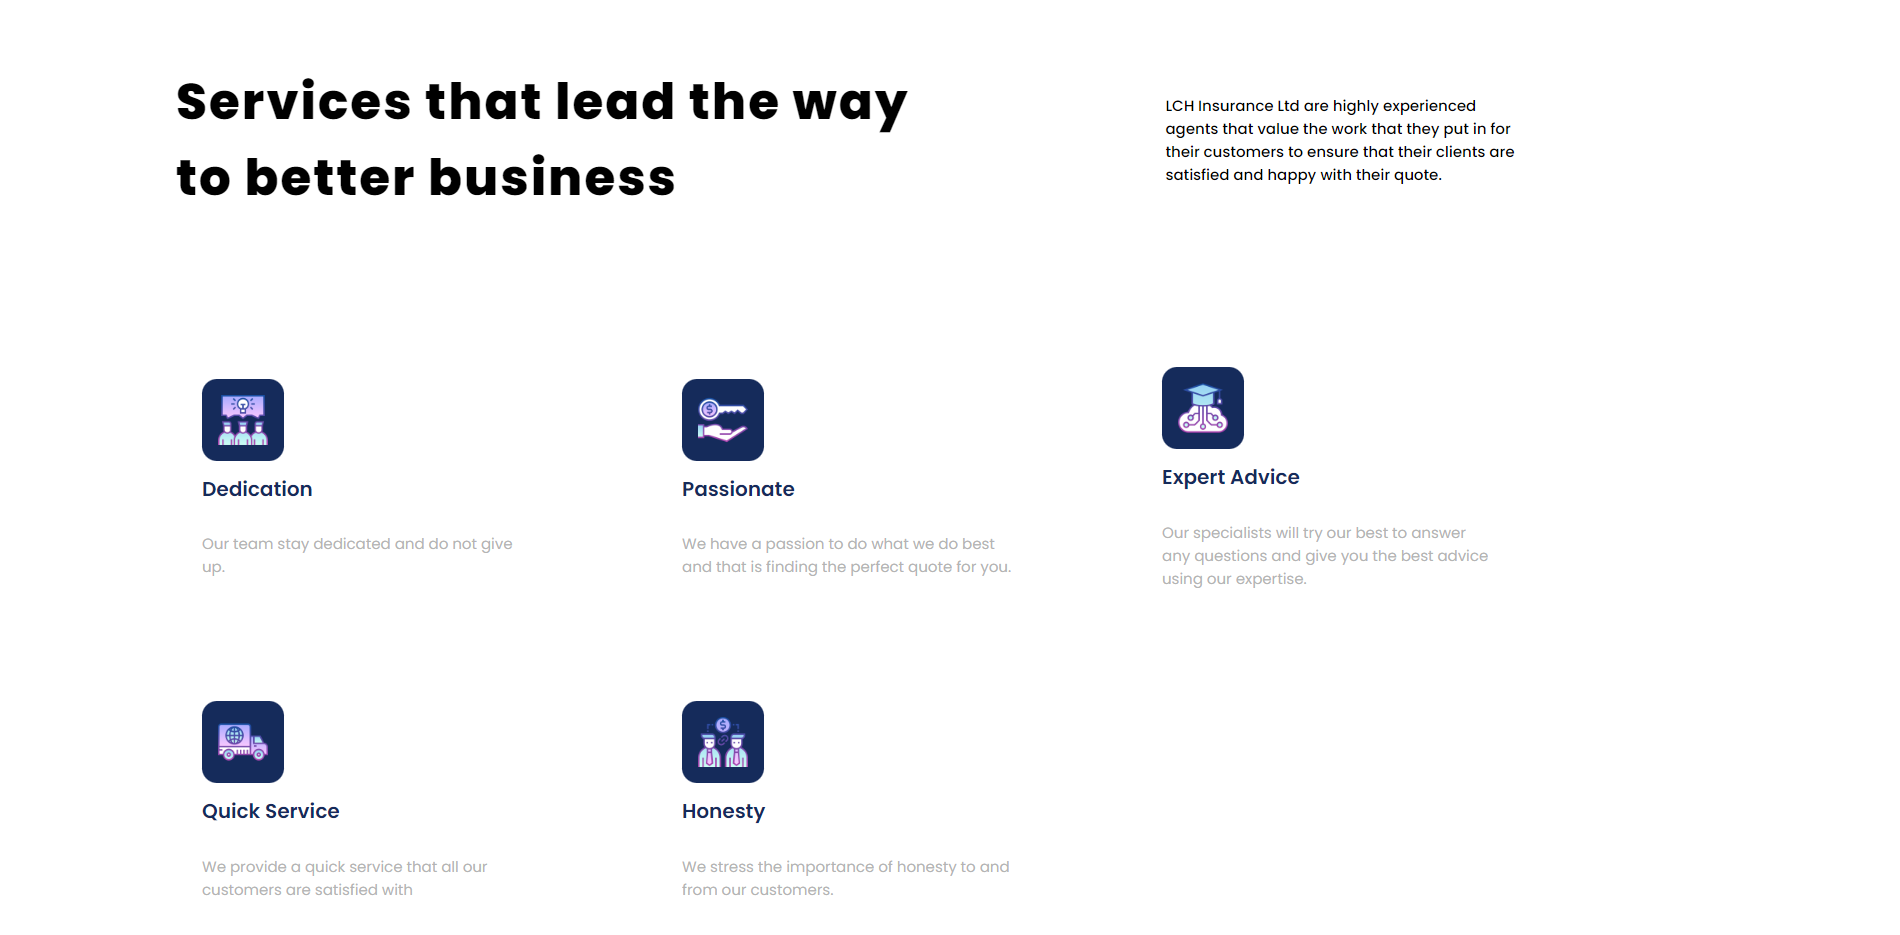 Services that lead the way
to better business
LCH Insurance Ltd are highly experienced
agents that value the work that they put in for
their customers to ensure that their clients are
satisfied and happy with their quote.
Dedication
Our team stay dedicated and do not give
up.
Passionate
We have a passion to do what we do best
and that is finding the perfect quote for you.
Expert Advice
Our specialists will try our best to answer
any questions and give you the best advice
using our expertise.
Quick Service
We provide a quick service that all our
customers are satisfied with
Honesty
We stress the importance of honesty to and
from our customers.